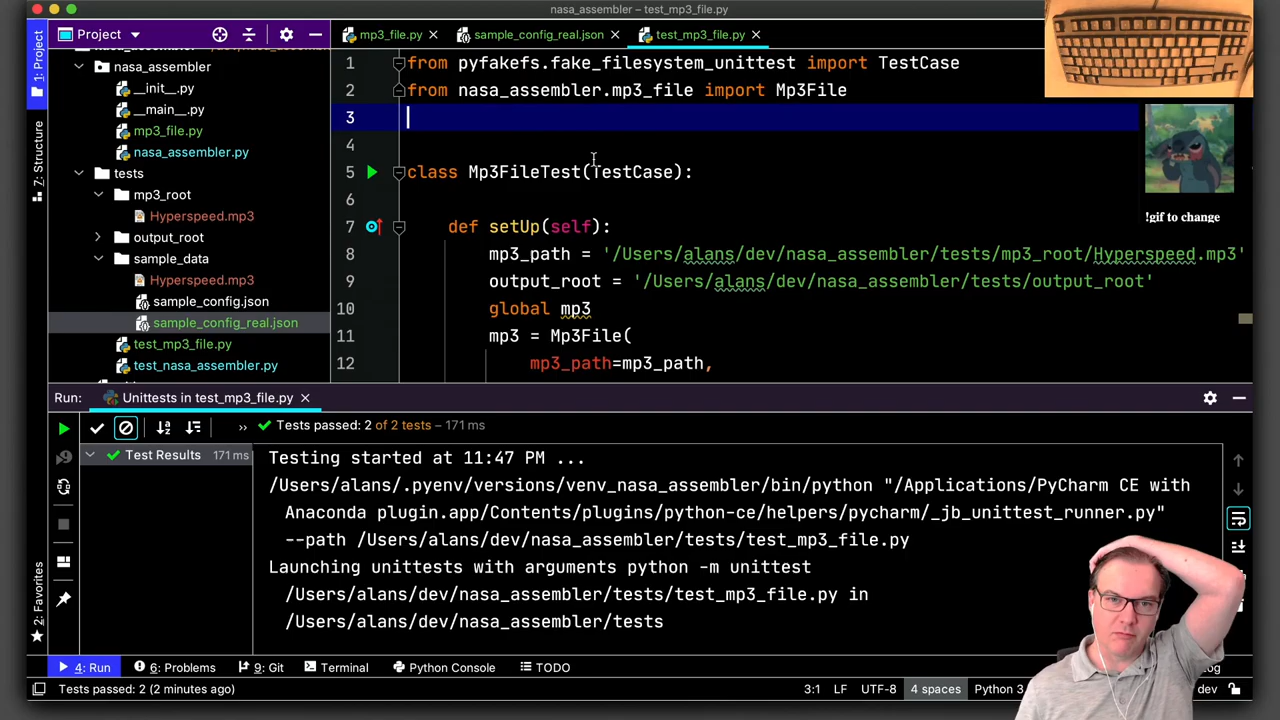 nasa_assembler – test_mp3_file.py
Project
mp3_file.py
sample_config_real.json
test_mp3_file.py
1: Project
7: Structure
2: Favorites
nasa_assembler
__init__.py
__main__.py
mp3_file.py
nasa_assembler.py
tests
mp3_root
Hyperspeed.mp3
output_root
sample_data
Hyperspeed.mp3
sample_config.json
sample_config_real.json
test_mp3_file.py
test_nasa_assembler.py
1 from pyfakefs.fake_filesystem_unittest import TestCase
2 from nasa_assembler.mp3_file import Mp3File
3
4
5 class Mp3FileTest(TestCase):
6
7 def setUp(self):
8 mp3_path = '/Users/alans/dev/nasa_assembler/tests/mp3_root/Hyperspeed.mp3'
9 output_root = '/Users/alans/dev/nasa_assembler/tests/output_root'
10 global mp3
11 mp3 = Mp3File(
12 mp3_path=mp3_path,
!gif to change
Run: Unittests in test_mp3_file.py
Tests passed: 2 of 2 tests – 171 ms
Test Results 171 ms
Testing started at 11:47 PM ...
/Users/alans/.pyenv/versions/venv_nasa_assembler/bin/python "/Applications/PyCharm CE with
Anaconda plugin.app/Contents/plugins/python-ce/helpers/pycharm/_jb_unittest_runner.py"
--path /Users/alans/dev/nasa_assembler/tests/test_mp3_file.py
Launching unittests with arguments python -m unittest
/Users/alans/dev/nasa_assembler/tests/test_mp3_file.py in
/Users/alans/dev/nasa_assembler/tests
4: Run
6: Problems
9: Git
Terminal
Python Console
TODO
Tests passed: 2 (2 minutes ago)
3:1 LF UTF-8 4 spaces Python 3 dev